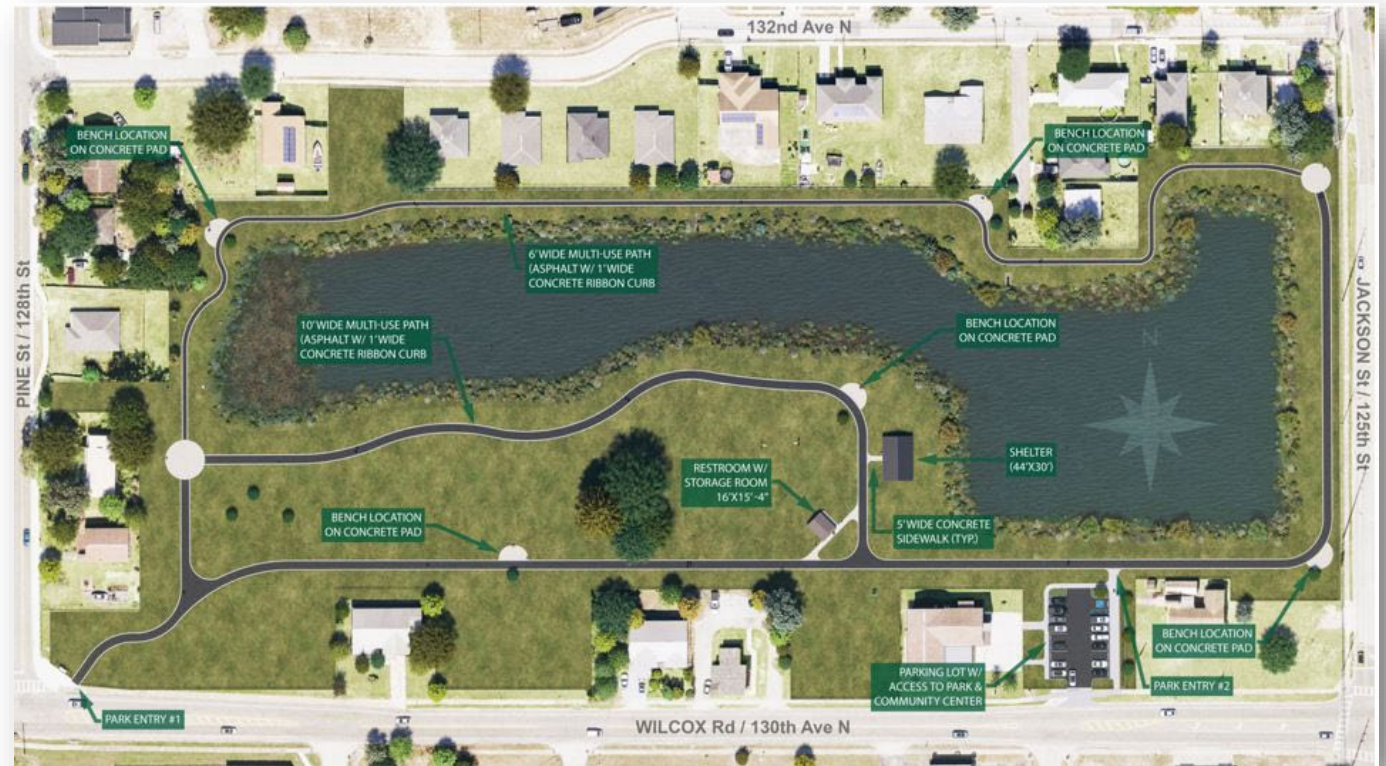 132nd Ave N
BENCH LOCATION
ON CONCRETE PAD
BENCH LOCATION
ON CONCRETE PAD
6' WIDE MULTI-USE PATH
(ASPHALT W/ 1' WIDE
CONCRETE RIBBON CURB
PINE St / 128th St
JACKSON St / 125th St
10' WIDE MULTI-USE PATH
(ASPHALT W/ 1' WIDE
CONCRETE RIBBON CURB
BENCH LOCATION
ON CONCRETE PAD
N
SHELTER
(44'X30')
RESTROOM W/
STORAGE ROOM
16'X15'-4"
BENCH LOCATION
ON CONCRETE PAD
5' WIDE CONCRETE
SIDEWALK (TYP.)
BENCH LOCATION
ON CONCRETE PAD
PARKING LOT W/
ACCESS TO PARK &
COMMUNITY CENTER
PARK ENTRY #2
PARK ENTRY #1
WILCOX Rd / 130th Ave N